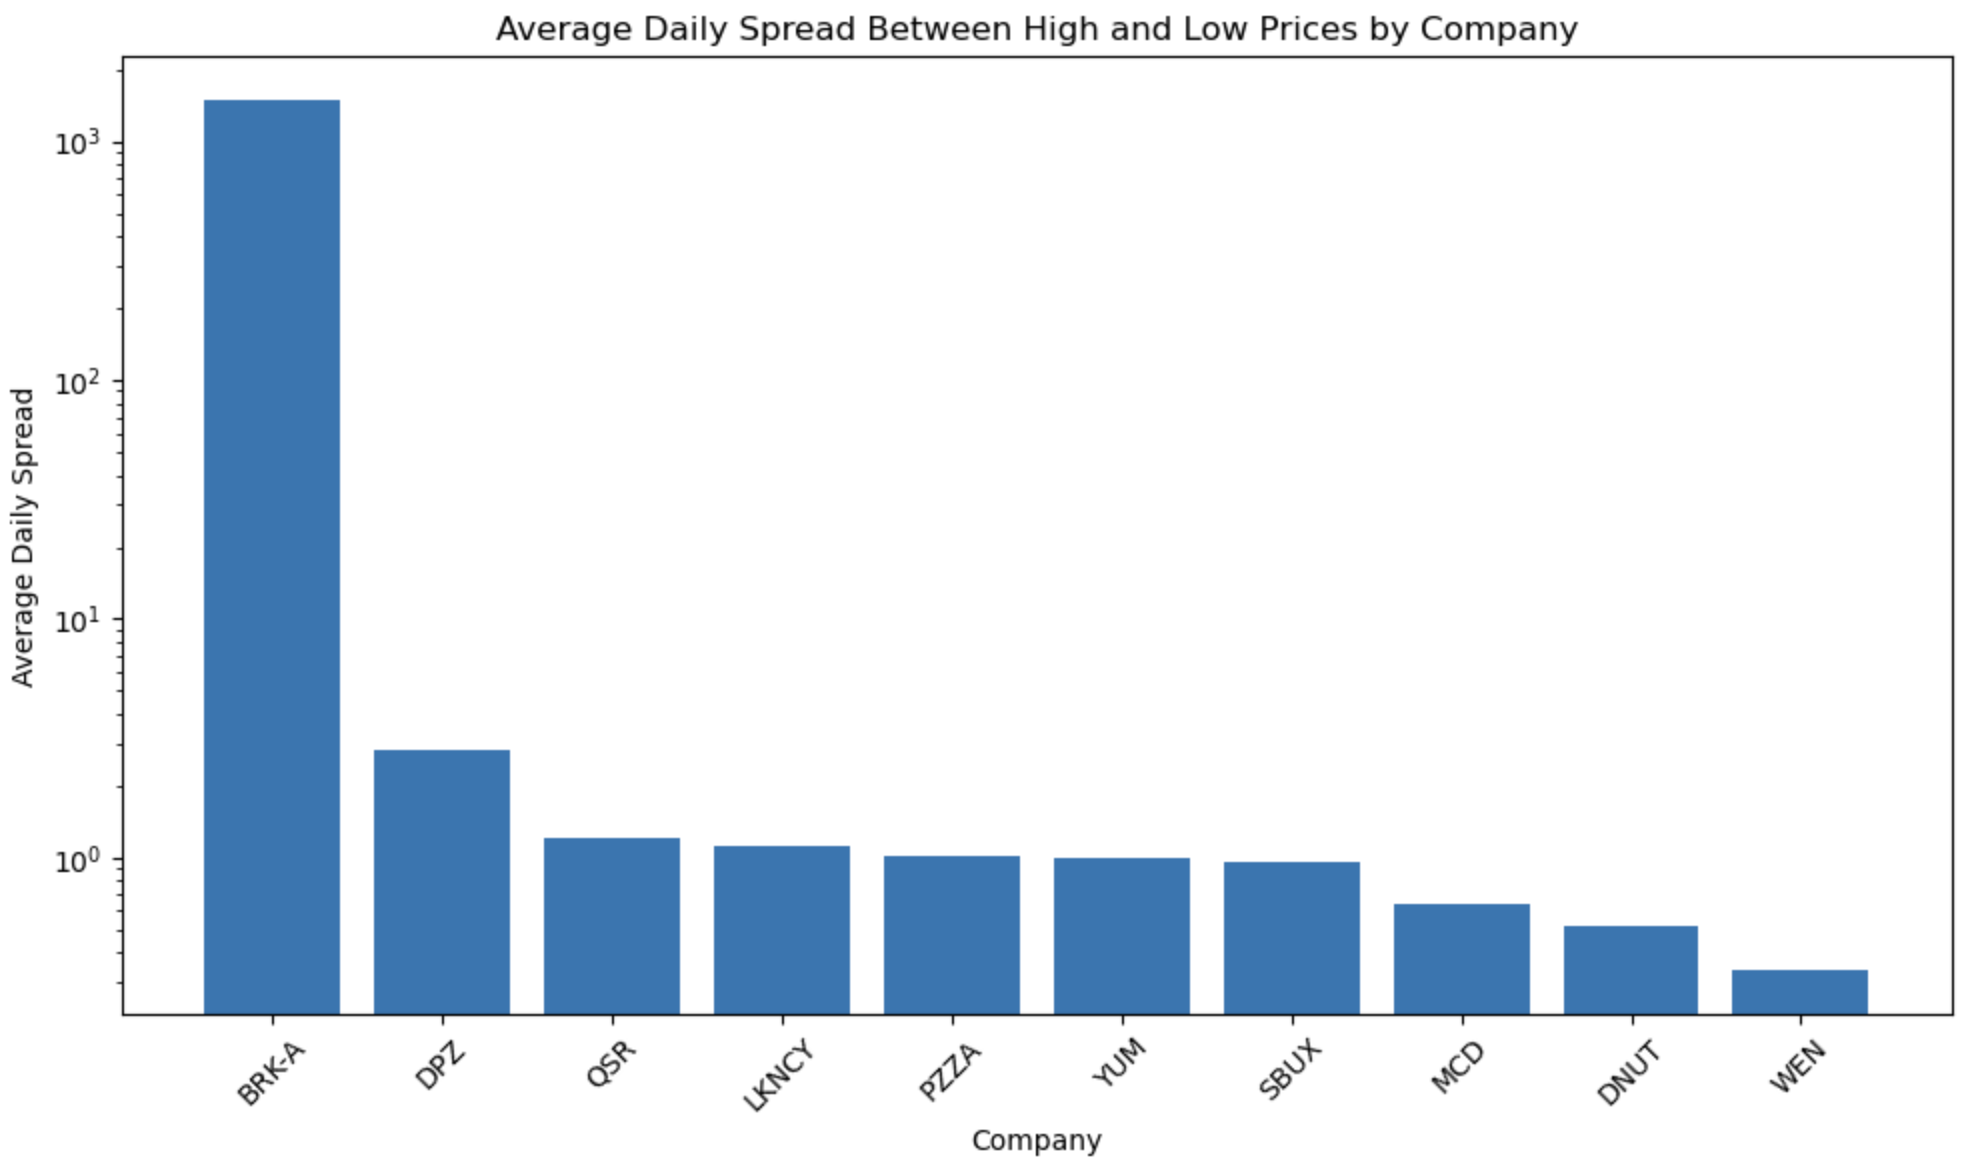 Average Daily Spread Between High and Low Prices by Company
Average Daily Spread
10³
10²
10¹
10⁰
BRK-A
DPZ
QSR
LKNCY
PZZA
YUM
SBUX
MCD
DNUT
WEN
Company